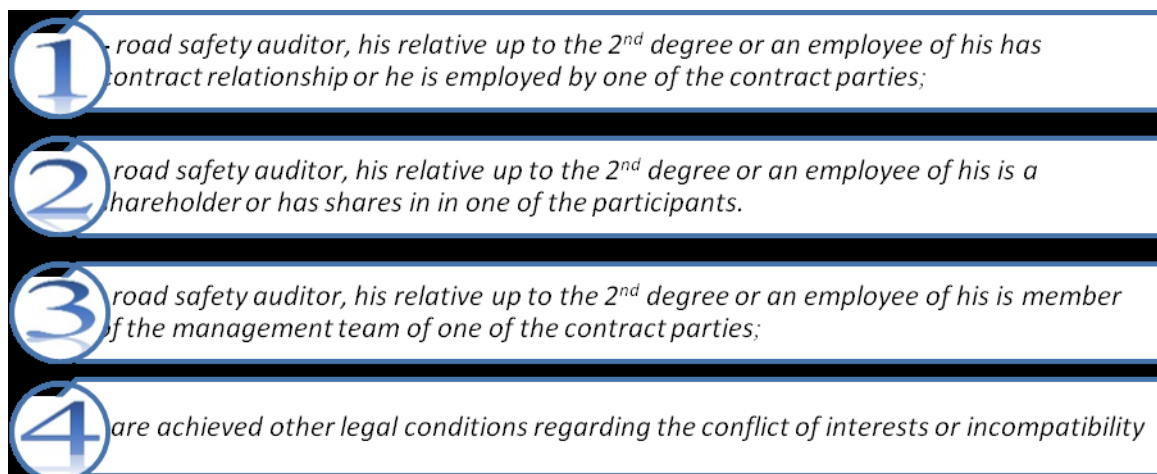 1
- road safety auditor, his relative up to the 2nd degree or an employee of his has
contract relationship or he is employed by one of the contract parties;
2
road safety auditor, his relative up to the 2nd degree or an employee of his is a
shareholder or has shares in in one of the participants.
3
road safety auditor, his relative up to the 2nd degree or an employee of his is member
of the management team of one of the contract parties;
4
are achieved other legal conditions regarding the conflict of interests or incompatibility